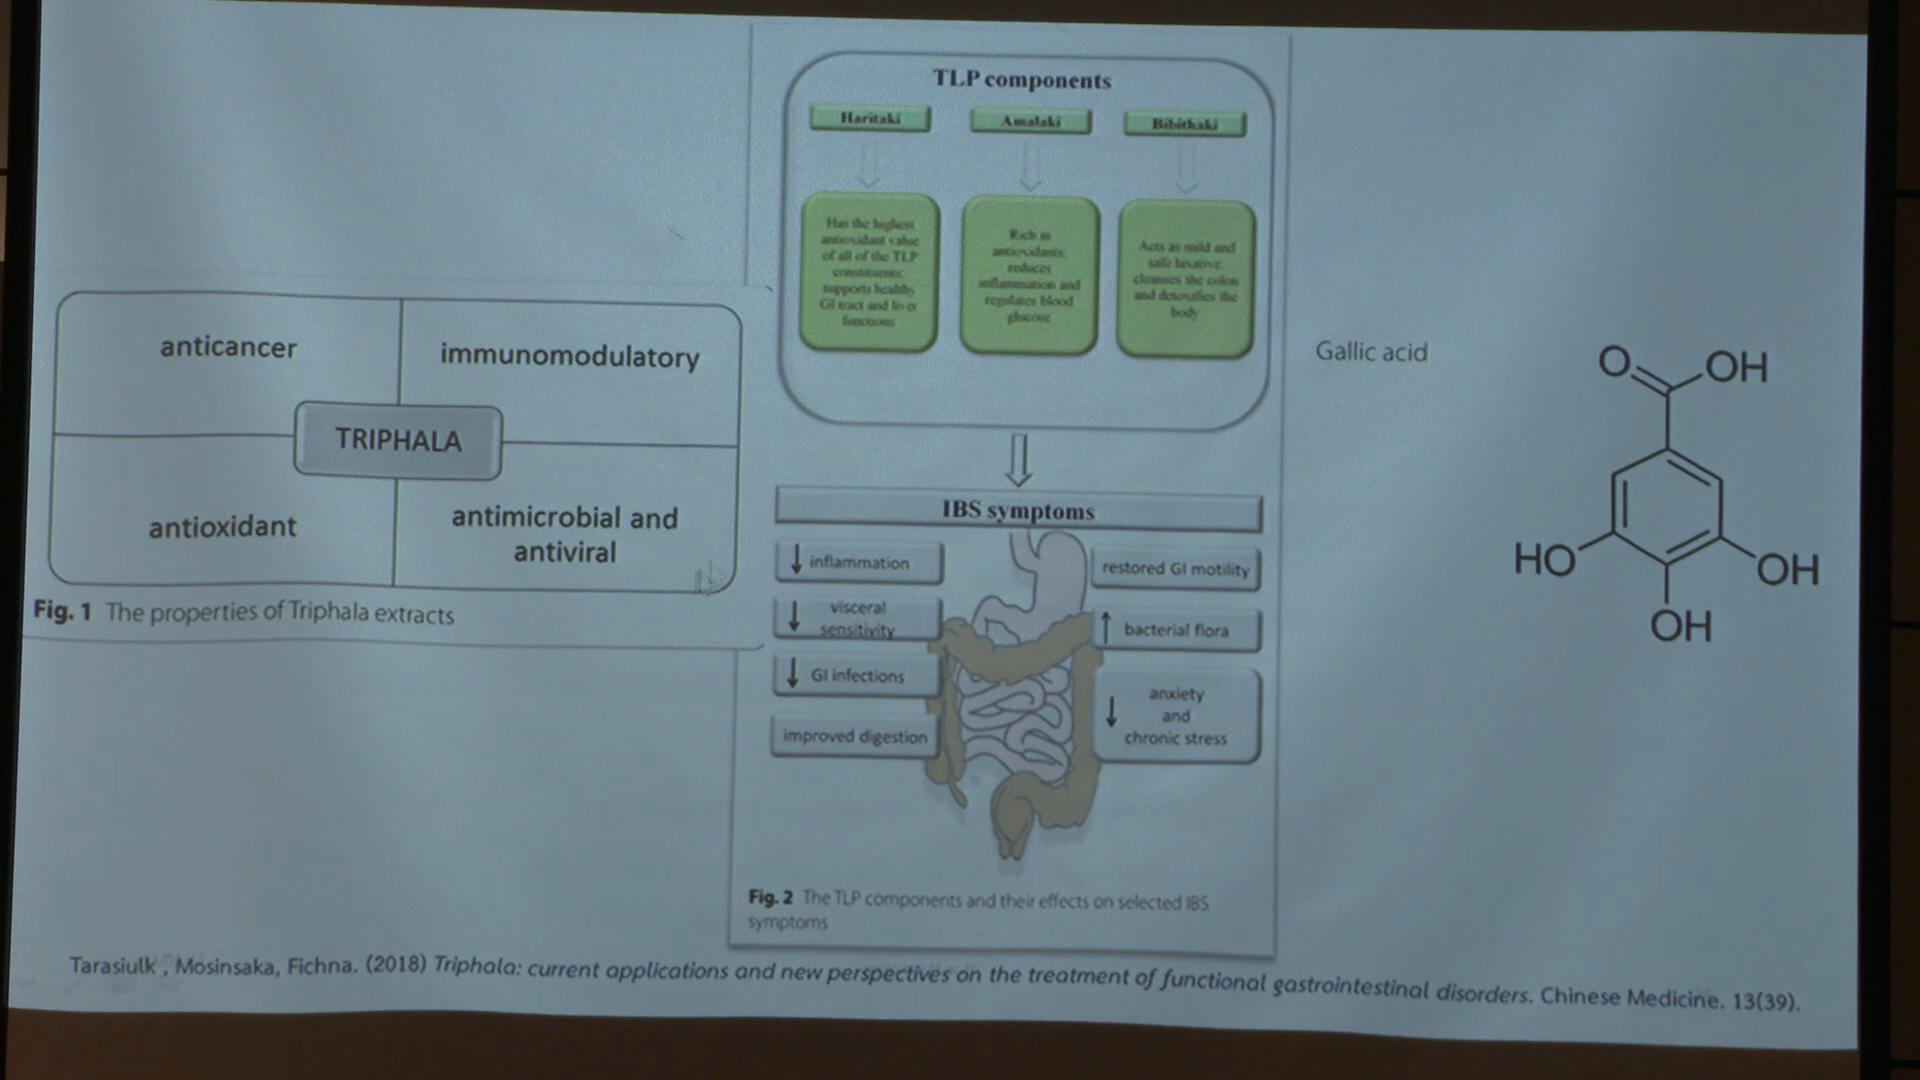 anticancer
immunomodulatory
TRIPHALA
antioxidant
antimicrobial and
antiviral
Fig. 1 The properties of Triphala extracts
TLP components
Haritaki
Amalaki
Bibithaki
Has the highest
antioxidant value
of all of the TLP
constituents,
supports healthy
GI tract and liver
functions
Rich in
antioxidants,
reduces
inflammation and
regulates blood
glucose
Acts as mild and
safe laxative,
cleanses the colon
and detoxifies the
body
IBS symptoms
↓ inflammation
↓ visceral
sensitivity
↓ GI infections
improved digestion
restored GI motility
↑ bacterial flora
↓ anxiety
and
chronic stress
Fig. 2 The TLP components and their effects on selected IBS
symptoms
Gallic acid
O
OH
HO
OH
OH
Tarasiulk , Mosinsaka, Fichna. (2018) Triphala: current applications and new perspectives on the treatment of functional gastrointestinal disorders. Chinese Medicine. 13(39).